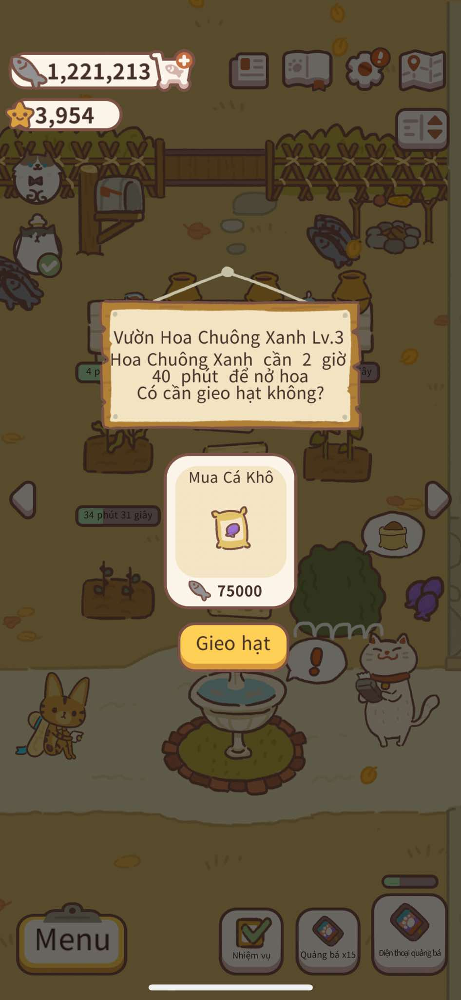 1,221,213
3,954
Vườn Hoa Chuông Xanh Lv.3
Hoa Chuông Xanh cần 2 giờ
40 phút để nở hoa
Có cần gieo hạt không?
4 p
iây
Mua Cá Khô
34 phút 31 giây
75000
Gieo hạt
Menu
Nhiệm vụ
Quảng bá x15
Điện thoại quảng bá